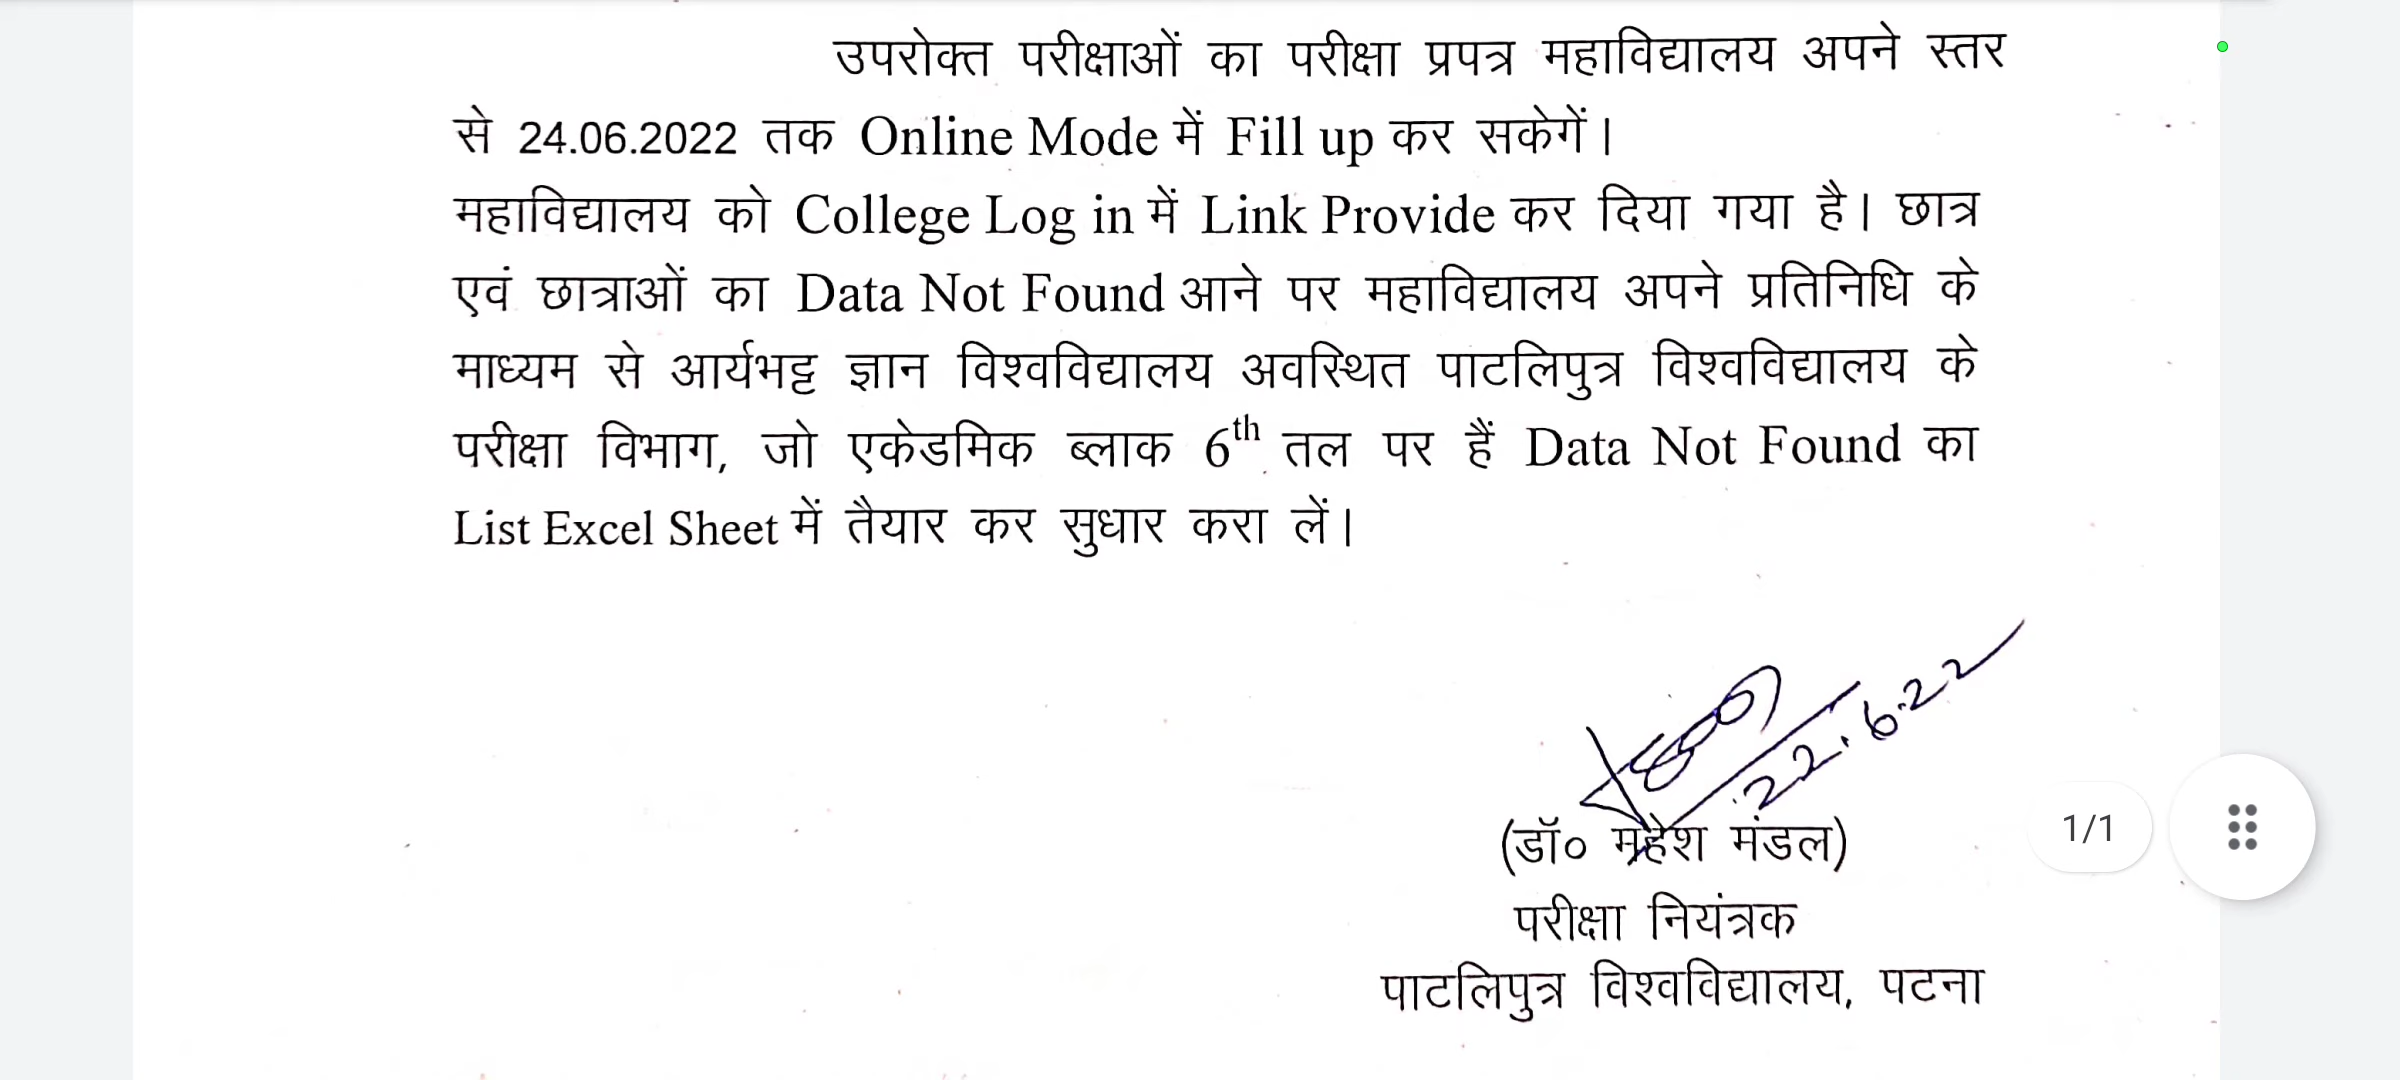 उपरोक्त परीक्षाओं का परीक्षा प्रपत्र महाविद्यालय अपने स्तर
से 24.06.2022 तक Online Mode में Fill up कर सकेगें।
महाविद्यालय को College Log in में Link Provide कर दिया गया है। छात्र
एवं छात्राओं का Data Not Found आने पर महाविद्यालय अपने प्रतिनिधि के
माध्यम से आर्यभट्ट ज्ञान विश्वविद्यालय अवस्थित पाटलिपुत्र विश्वविद्यालय के
परीक्षा विभाग, जो एकेडमिक ब्लाक 6th तल पर हैं Data Not Found का
List Excel Sheet में तैयार कर सुधार करा लें।
22.6.22
(डॉ० महेश मंडल)
1/1
परीक्षा नियंत्रक
पाटलिपुत्र विश्वविद्यालय, पटना